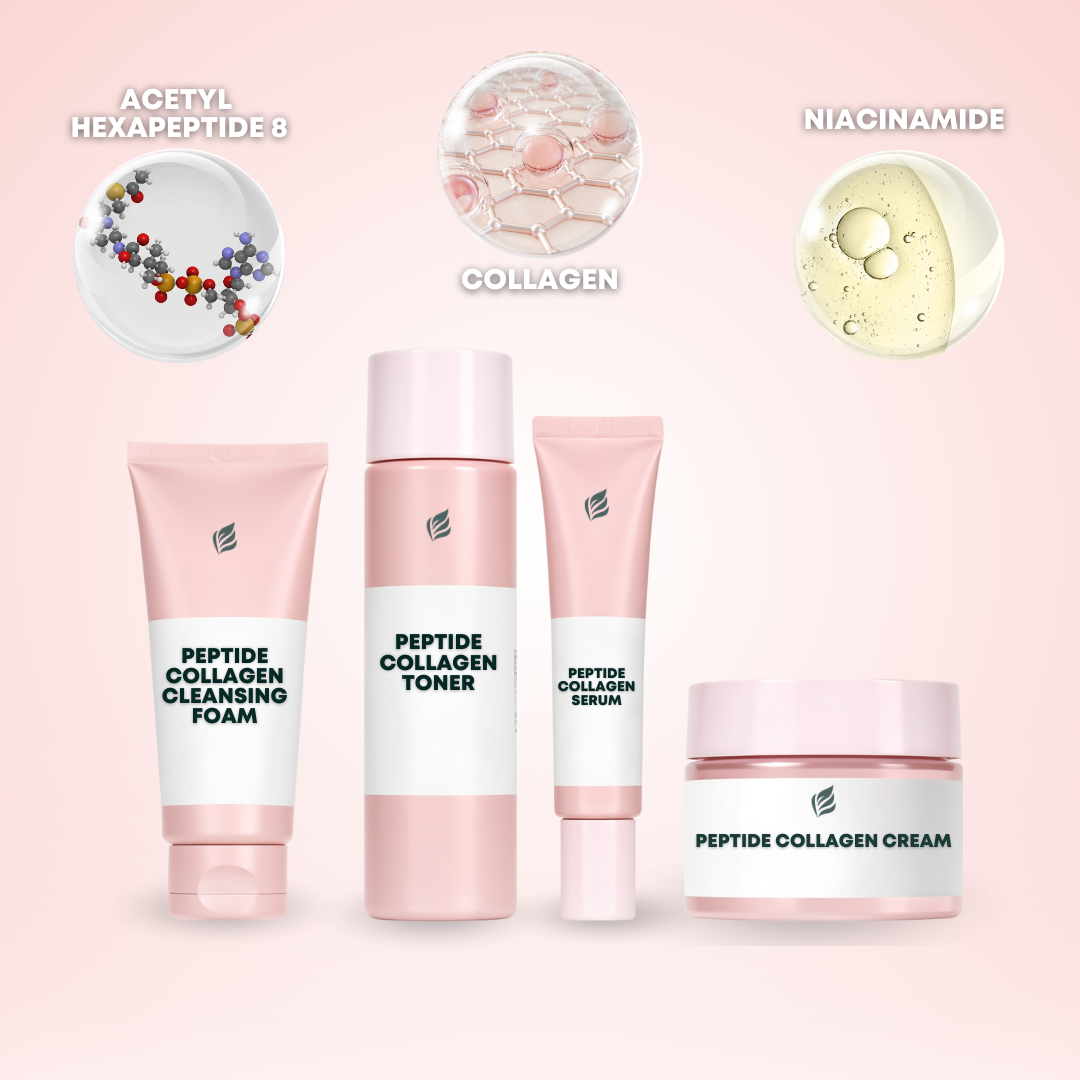 ACETYL
HEXAPEPTIDE 8
COLLAGEN
NIACINAMIDE
PEPTIDE
COLLAGEN
CLEANSING
FOAM
PEPTIDE
COLLAGEN
TONER
PEPTIDE
COLLAGEN
SERUM
PEPTIDE COLLAGEN CREAM